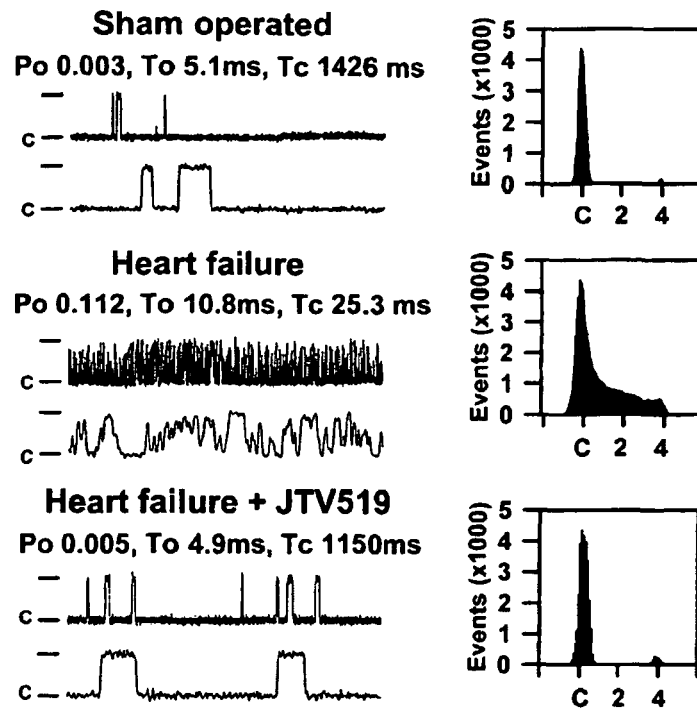 Sham operated
Po 0.003, To 5.1ms, Tc 1426 ms
C
C
Events (x1000)
5
4
3
2
1
0
C 2 4
Heart failure
Po 0.112, To 10.8ms, Tc 25.3 ms
C
C
Events (x1000)
5
4
3
2
1
0
C 2 4
Heart failure + JTV519
Po 0.005, To 4.9ms, Tc 1150ms
C
C
Events (x1000)
5
4
3
2
1
0
C 2 4